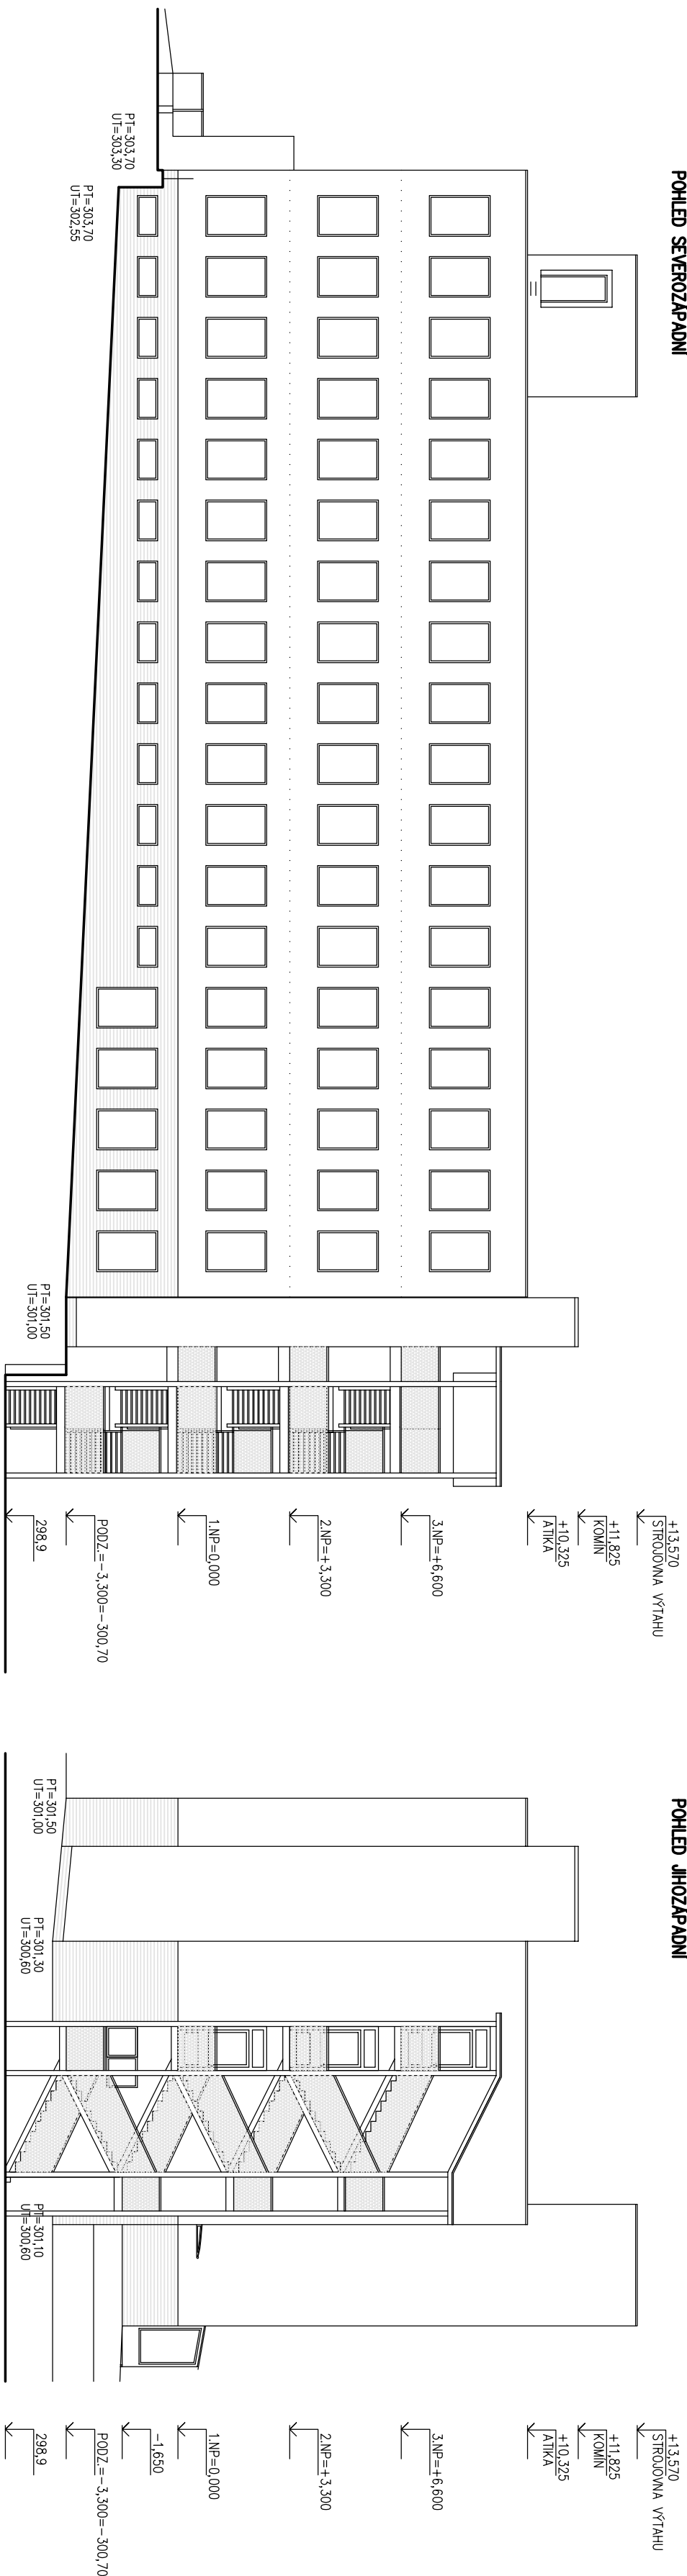 POHLED SEVEROZÁPADNÍ
PT=303,70
UT=303,30
PT=303,70
UT=302,55
PT=301,50
UT=301,00
+13,570
STROJOVNA VÝTAHU
+11,825
KOMÍN
+10,325
ATIKA
3.NP=+6,600
2.NP=+3,300
1.NP=0,000
PODZ.=-3,300=-300,70
298,9
POHLED JIHOZÁPADNÍ
PT=301,50
UT=301,00
PT=301,30
UT=300,60
PT=301,10
UT=300,60
+13,570
STROJOVNA VÝTAHU
+11,825
KOMÍN
+10,325
ATIKA
3.NP=+6,600
2.NP=+3,300
1.NP=0,000
-1,650
PODZ.=-3,300=-300,70
298,9